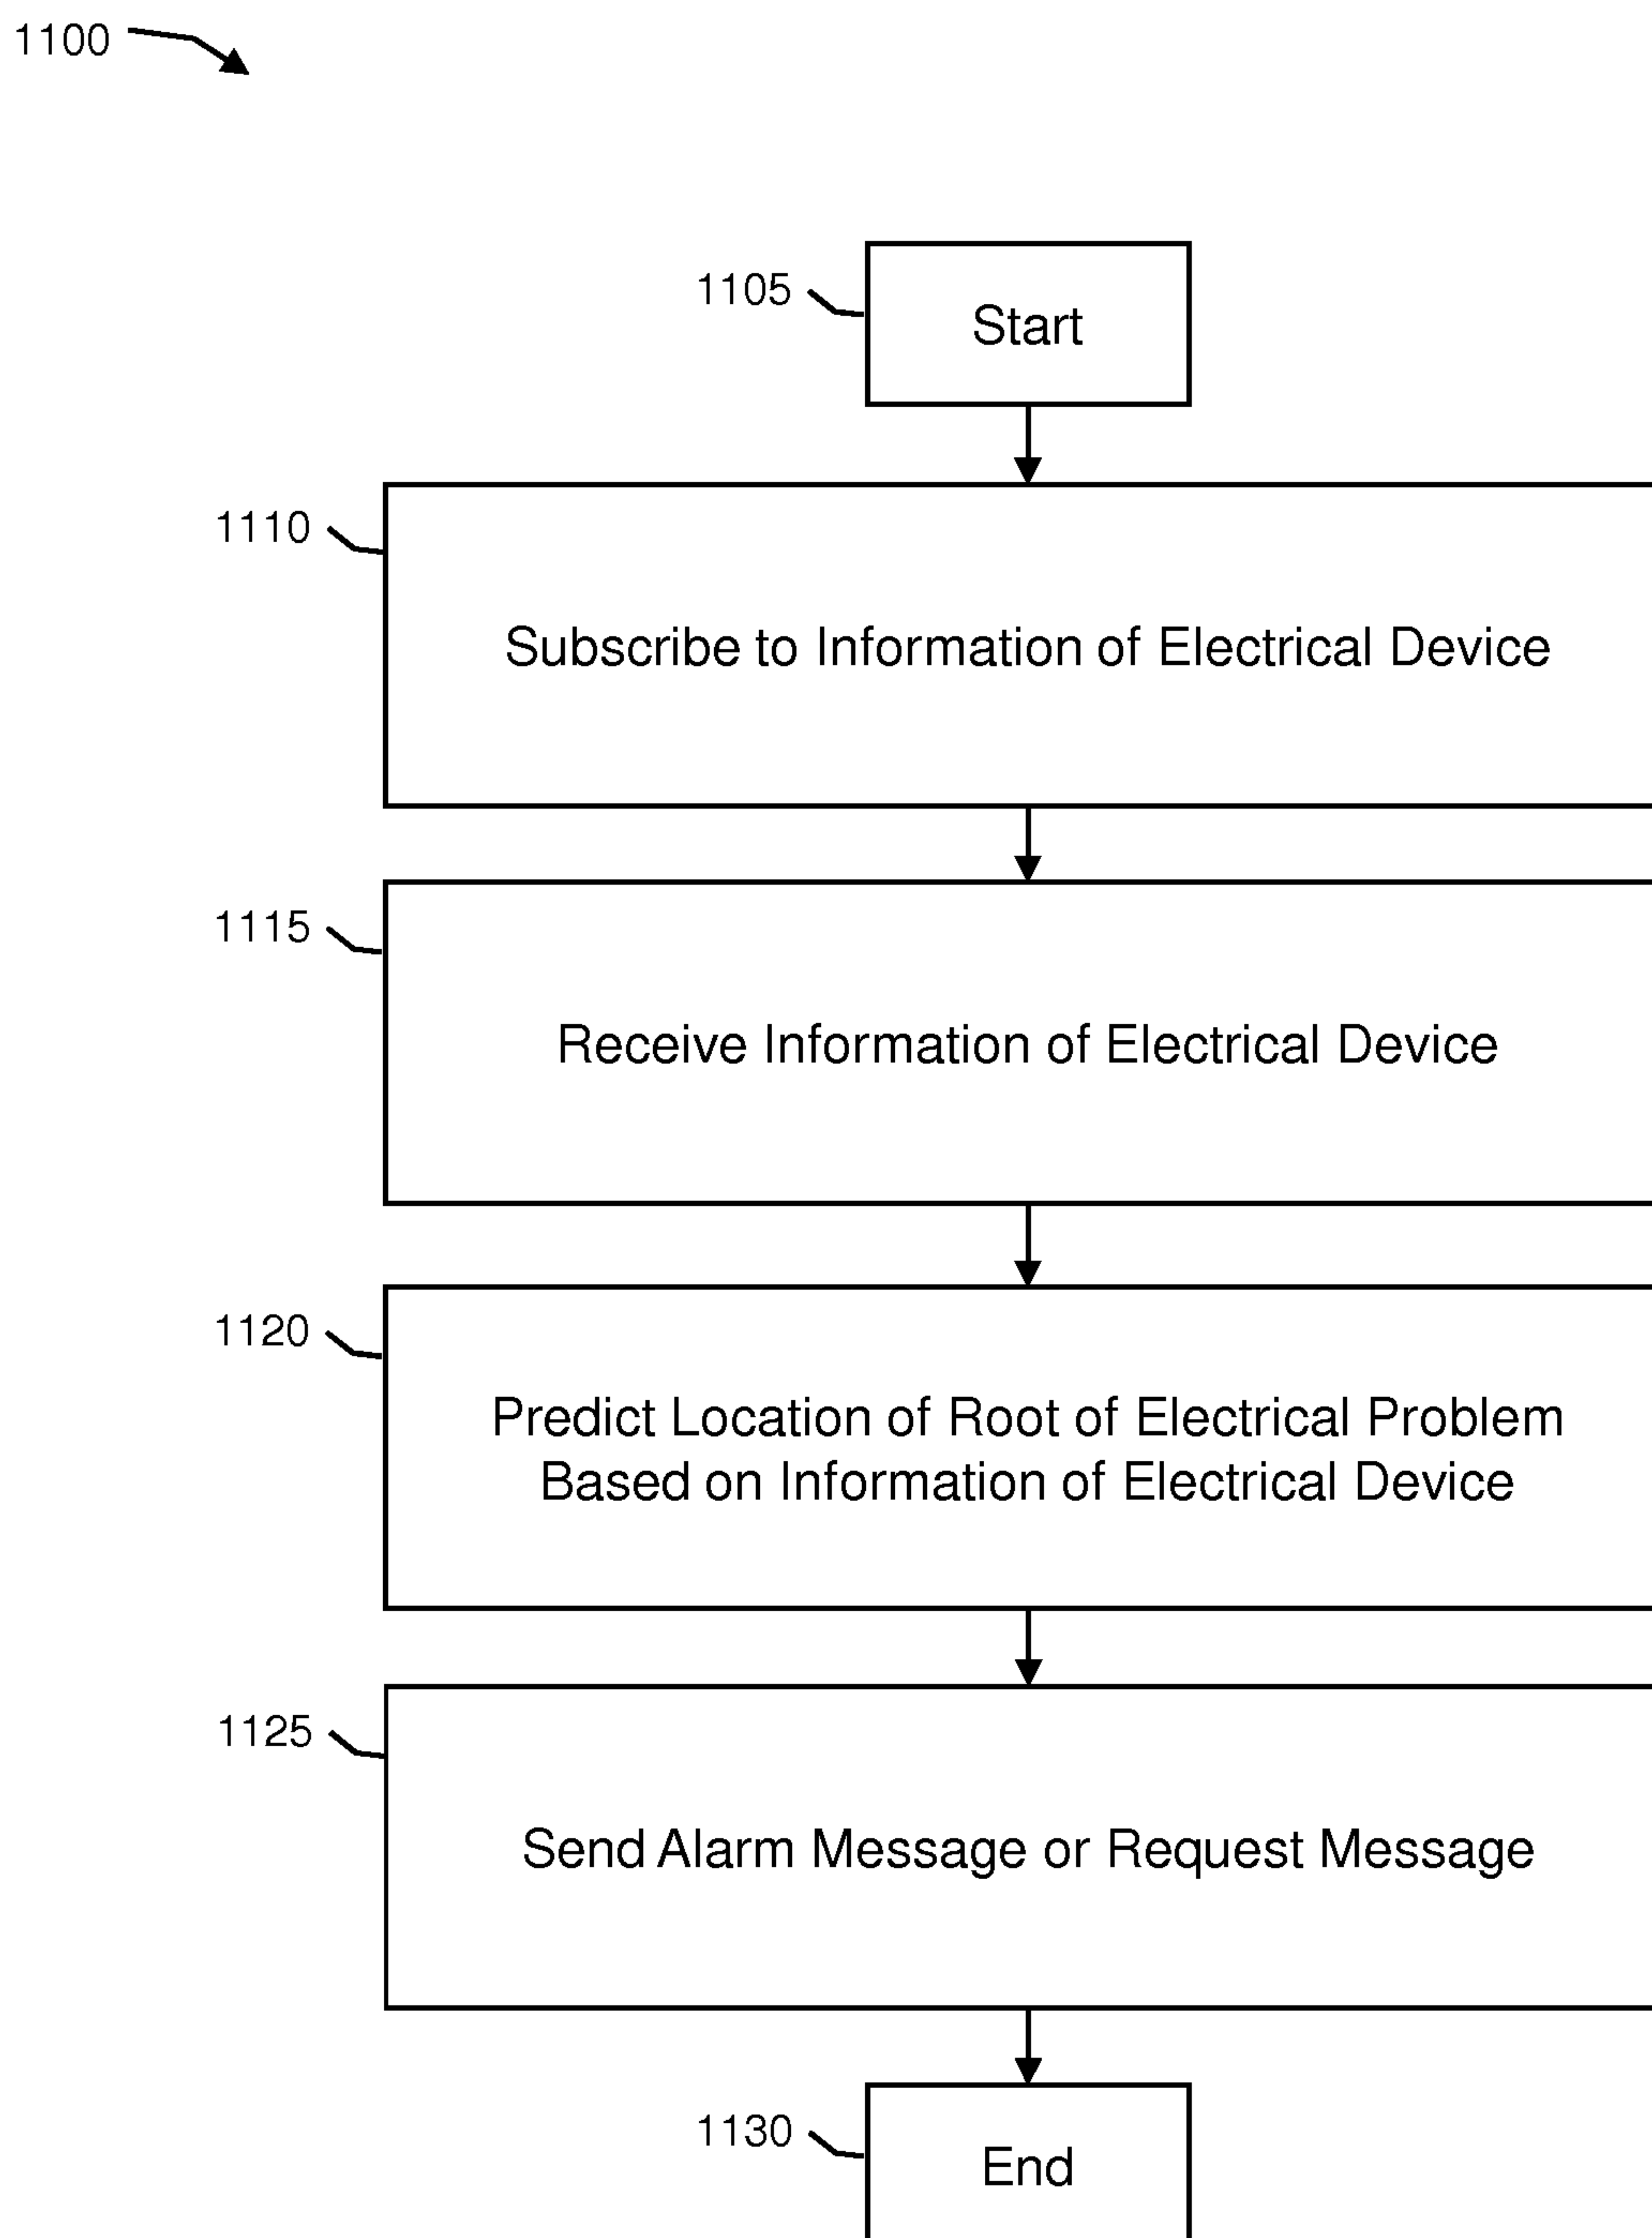 1100
1105
Start
1110
Subscribe to Information of Electrical Device
1115
Receive Information of Electrical Device
1120
Predict Location of Root of Electrical Problem
Based on Information of Electrical Device
1125
Send Alarm Message or Request Message
1130
End